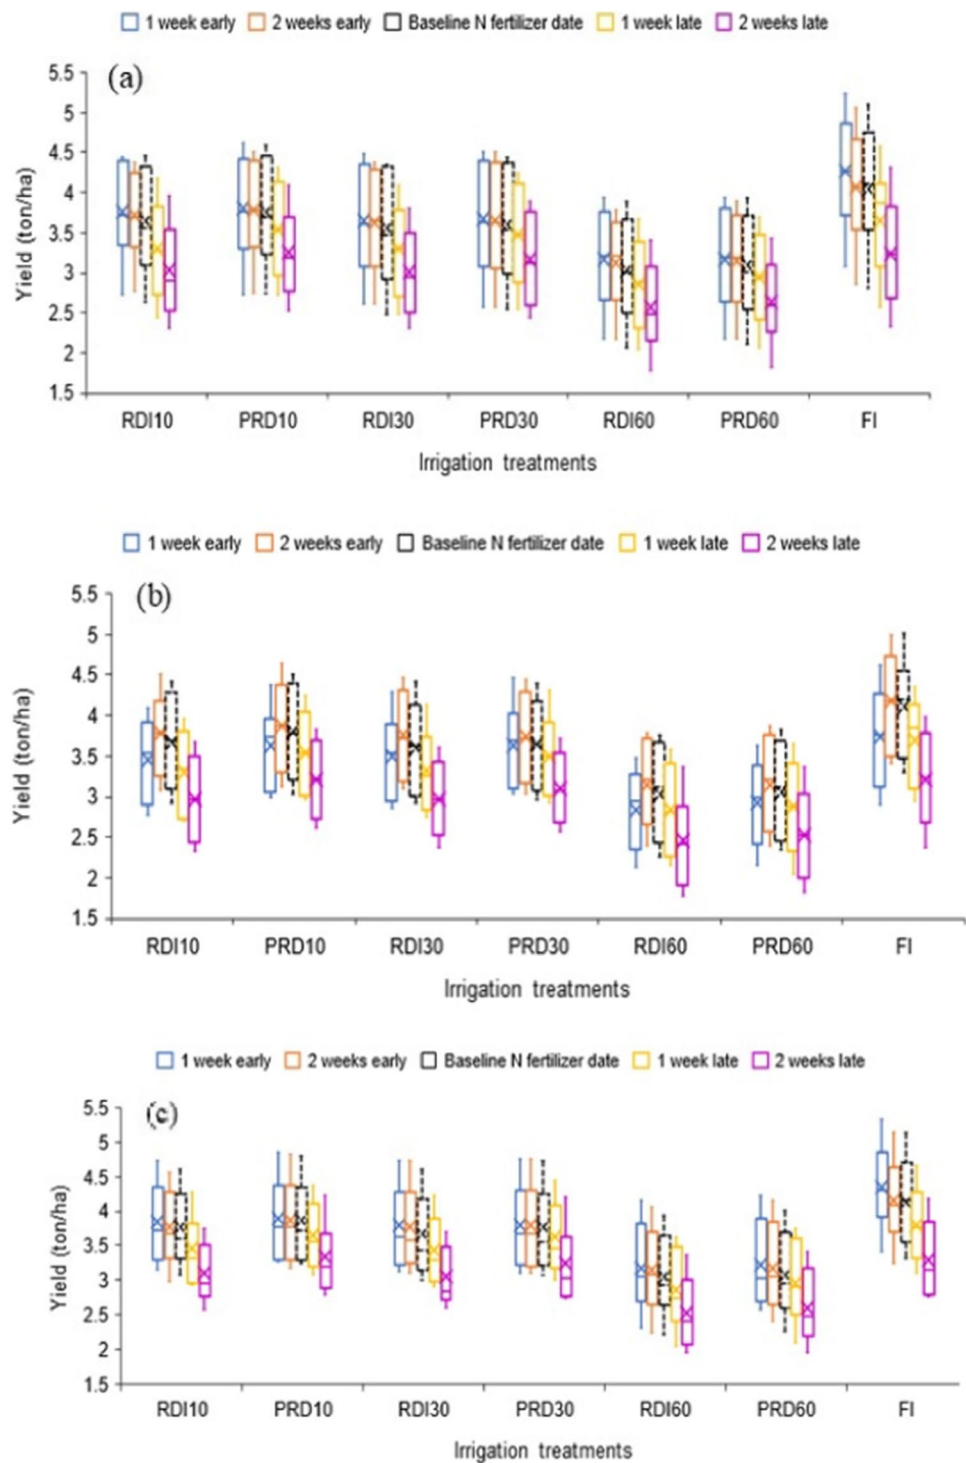 1 week early 2 weeks early Baseline N fertilizer date 1 week late 2 weeks late
(a)
5.5
5
4.5
4
3.5
3
2.5
2
1.5
Yield (ton/ha)
RDI10 PRD10 RDI30 PRD30 RDI60 PRD60 FI
Irrigation treatments
1 week early 2 weeks early Baseline N fertilizer date 1 week late 2 weeks late
(b)
5.5
5
4.5
4
3.5
3
2.5
2
1.5
Yield (ton/ha)
RDI10 PRD10 RDI30 PRD30 RDI60 PRD60 FI
Irrigation treatments
1 week early 2 weeks early Baseline N fertilizer date 1 week late 2 weeks late
(c)
5.5
5
4.5
4
3.5
3
2.5
2
1.5
Yield (ton/ha)
RDI10 PRD10 RDI30 PRD30 RDI60 PRD60 FI
Irrigation treatments